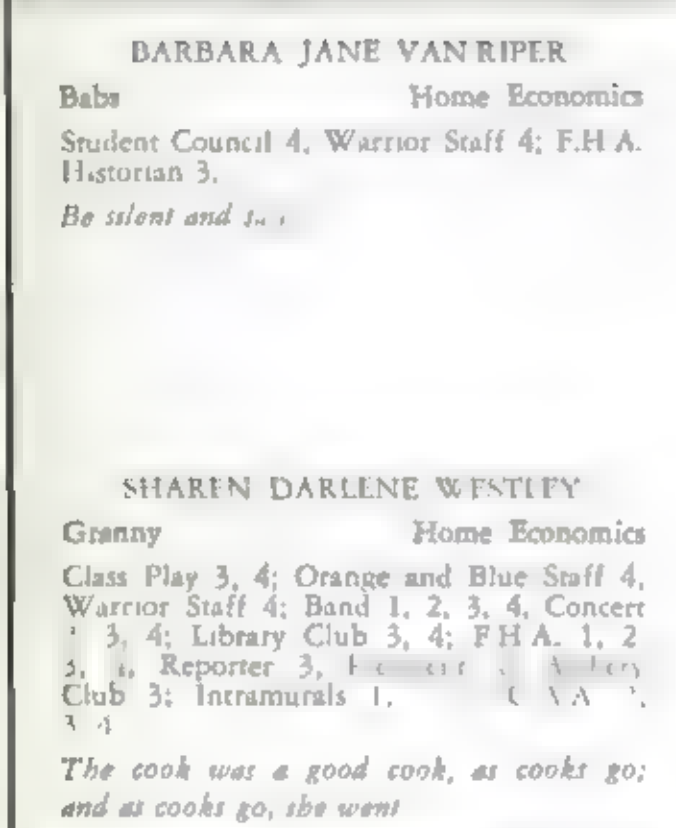 BARBARA JANE VAN RIPER
Babs Home Economics
Student Council 4, Warrior Staff 4; F.H.A.
Historian 3.
Be silent and
SHAREN DARLENE WESTLEY
Granny Home Economics
Class Play 3, 4; Orange and Blue Staff 4,
Warrior Staff 4; Band 1, 2, 3, 4, Concert
3, 4; Library Club 3, 4; F.H.A. 1, 2
3, Reporter 3,
Club 3; Intramurals 1,
3, 4
The cook was a good cook, as cooks go;
and as cooks go, she went